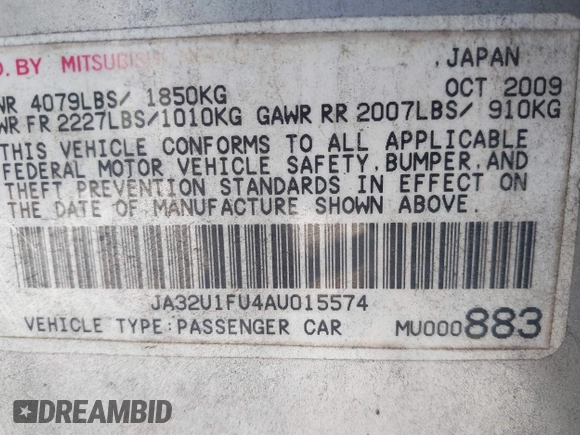 D. BY MITSUBISHI
, JAPAN
WR 4079LBS/ 1850KG
OCT 2009
WR FR 2227LBS/1010KG GAWR RR 2007LBS/ 910KG
THIS VEHICLE CONFORMS TO ALL APPLICABLE
FEDERAL MOTOR VEHICLE SAFETY, BUMPER, AND
THEFT PREVENTION STANDARDS IN EFFECT ON
THE DATE OF MANUFACTURE SHOWN ABOVE.
JA32U1FU4AU015574
VEHICLE TYPE:PASSENGER CAR
MU000883
DREAMBID